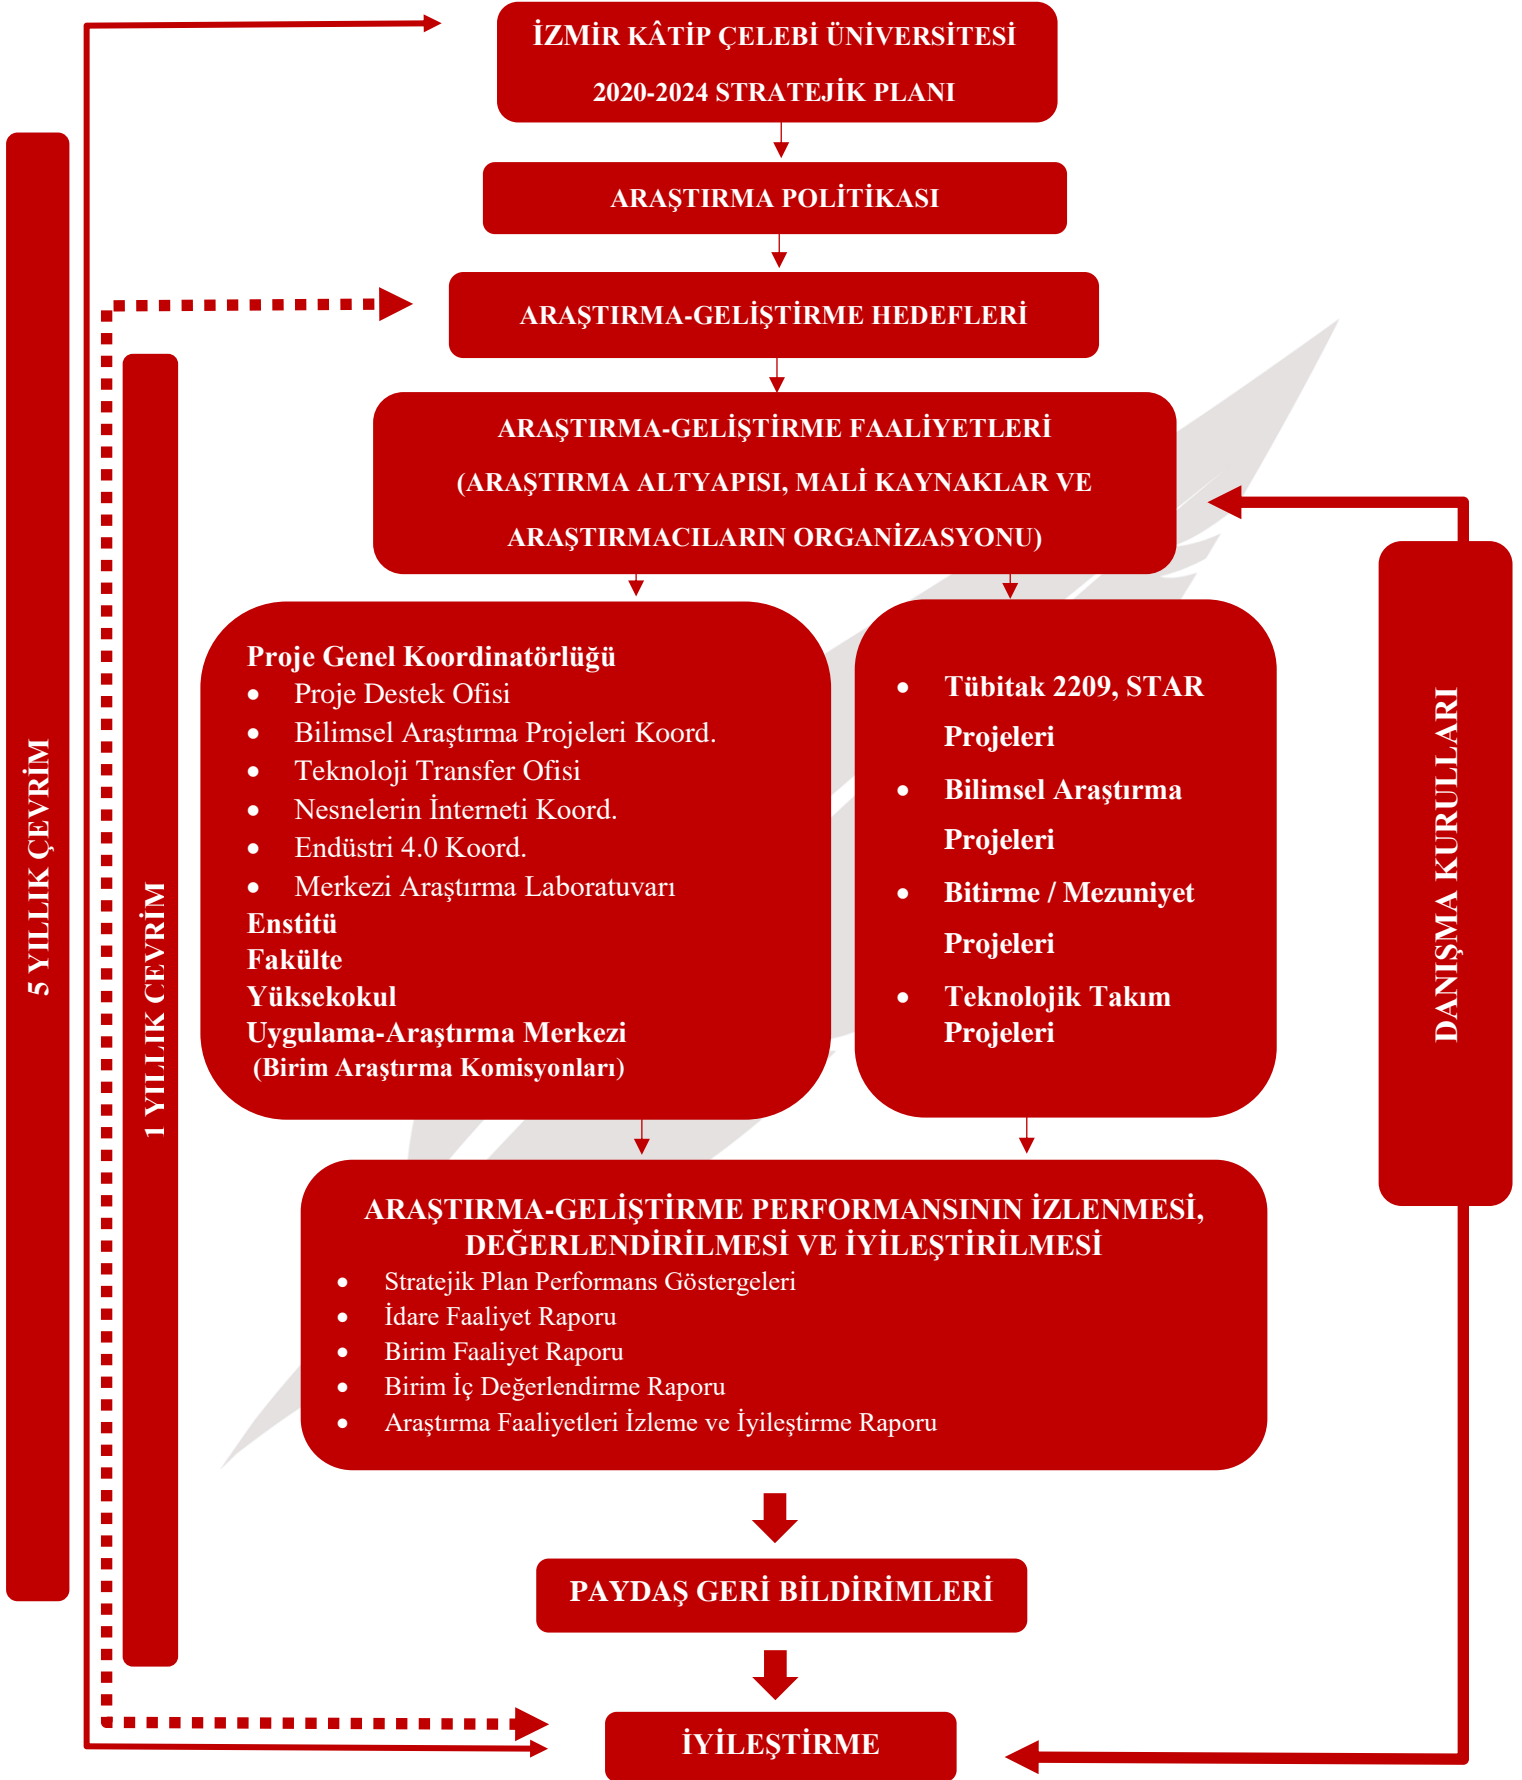 İZMİR KÂTİP ÇELEBİ ÜNİVERSİTESİ
2020-2024 STRATEJİK PLANI
ARAŞTIRMA POLİTİKASI
ARAŞTIRMA-GELİŞTİRME HEDEFLERİ
ARAŞTIRMA-GELİŞTİRME FAALİYETLERİ
(ARAŞTIRMA ALTYAPISI, MALİ KAYNAKLAR VE
ARAŞTIRMACILARIN ORGANİZASYONU)
5 YILLIK ÇEVRİM
1 YILLIK CEVRİM
Proje Genel Koordinatörlüğü
• Proje Destek Ofisi
• Bilimsel Araştırma Projeleri Koord.
• Teknoloji Transfer Ofisi
• Nesnelerin İnterneti Koord.
• Endüstri 4.0 Koord.
• Merkezi Araştırma Laboratuvarı
Enstitü
Fakülte
Yüksekokul
Uygulama-Araştırma Merkezi
(Birim Araştırma Komisyonları)
• Tübitak 2209, STAR
Projeleri
• Bilimsel Araştırma
Projeleri
• Bitirme / Mezuniyet
Projeleri
• Teknolojik Takım
Projeleri
DANIŞMA KURULLARI
ARAŞTIRMA-GELİŞTİRME PERFORMANSININ İZLENMESİ,
DEĞERLENDİRİLMESİ VE İYİLEŞTİRİLMESİ
• Stratejik Plan Performans Göstergeleri
• İdare Faaliyet Raporu
• Birim Faaliyet Raporu
• Birim İç Değerlendirme Raporu
• Araştırma Faaliyetleri İzleme ve İyileştirme Raporu
PAYDAŞ GERİ BİLDİRİMLERİ
İYİLEŞTİRME